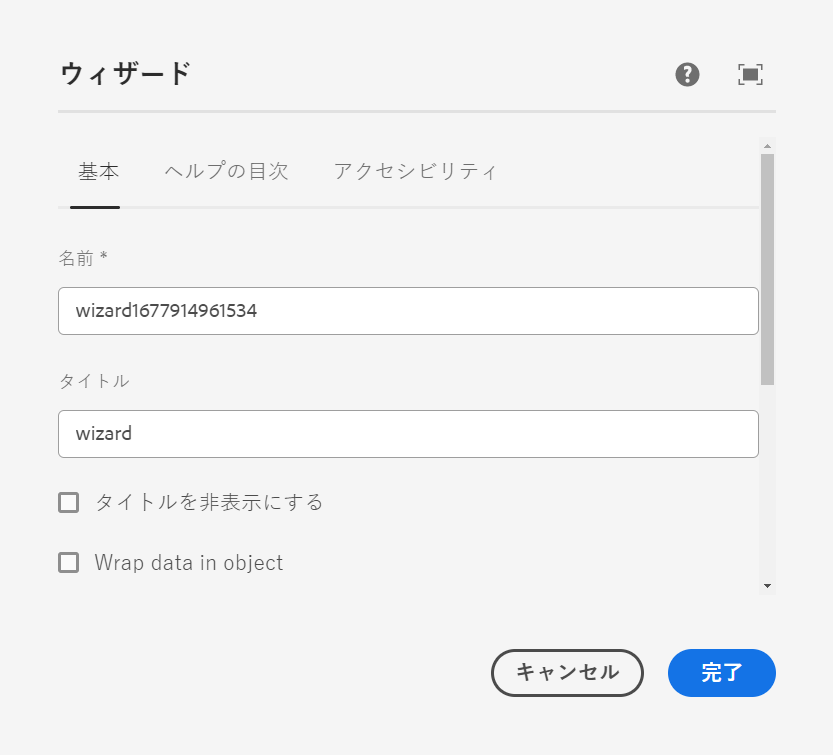 ウィザード
基本 ヘルプの目次 アクセシビリティ
名前 *
wizard1677914961534
タイトル
wizard
タイトルを非表示にする
Wrap data in object
キャンセル 完了